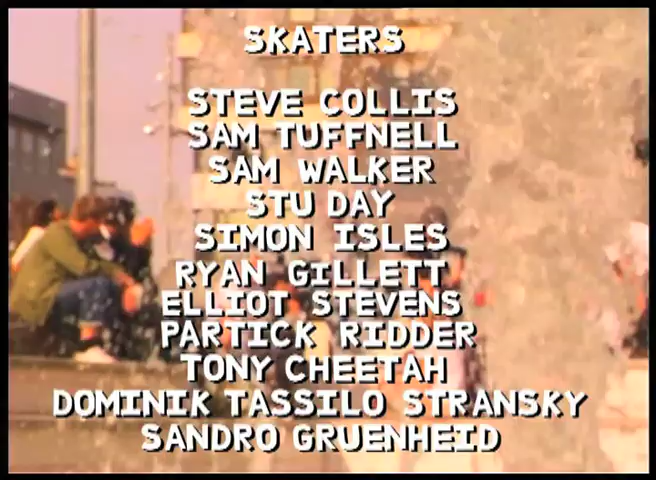 SKATERS
STEVE COLLIS
SAM TUFFNELL
SAM WALKER
STU DAY
SIMON ISLES
RYAN GILLETT
ELLIOT STEVENS
PARTICK RIDDER
TONY CHEETAH
DOMINIK TASSILO STRANSKY
SANDRO GRUENHEID